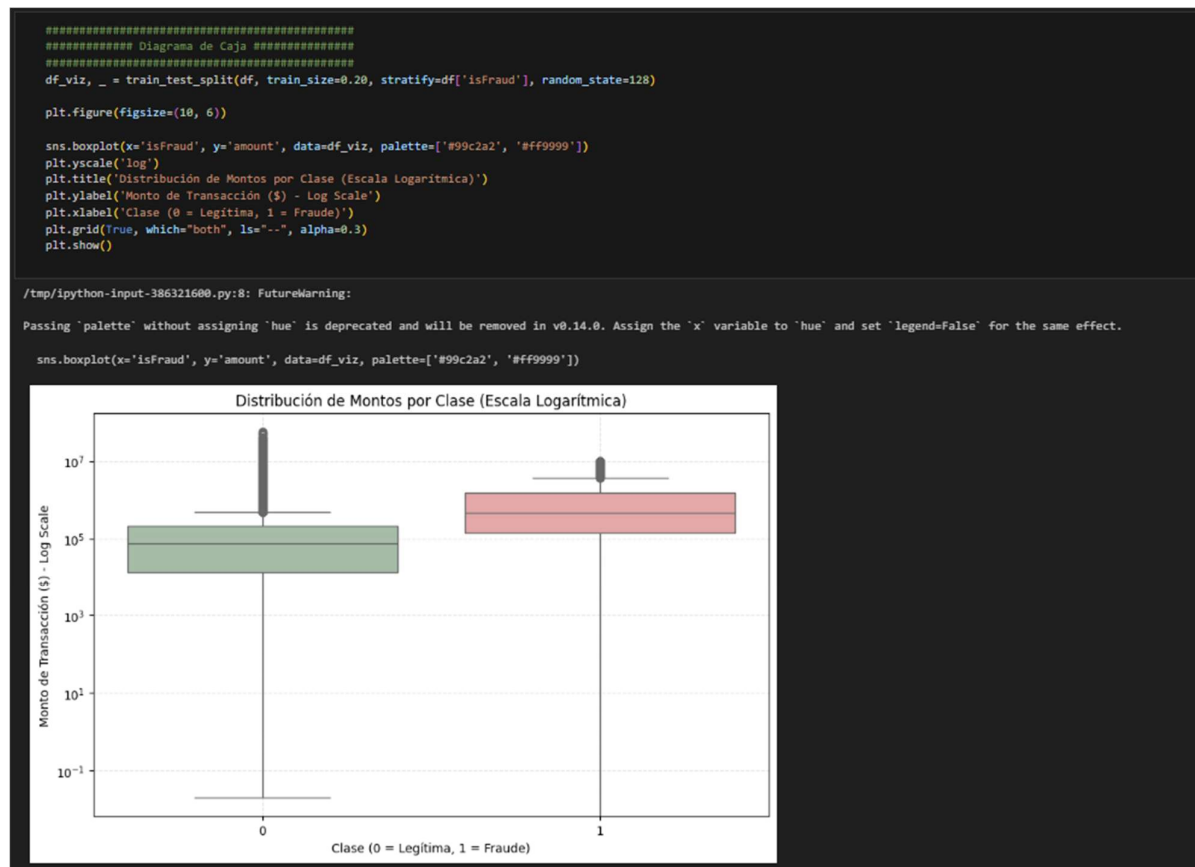 ##############################################
############# Diagrama de Caja ###############
##############################################
df_viz, _ = train_test_split(df, train_size=0.20, stratify=df['isFraud'], random_state=128)
plt.figure(figsize=(10, 6))
sns.boxplot(x='isFraud', y='amount', data=df_viz, palette=['#99c2a2', '#ff9999'])
plt.yscale('log')
plt.title('Distribución de Montos por Clase (Escala Logarítmica)')
plt.ylabel('Monto de Transacción ($) - Log Scale')
plt.xlabel('Clase (0 = Legítima, 1 = Fraude)')
plt.grid(True, which="both", ls="--", alpha=0.3)
plt.show()
/tmp/ipython-input-386321600.py:8: FutureWarning:
Passing `palette` without assigning `hue` is deprecated and will be removed in v0.14.0. Assign the `x` variable to `hue` and set `legend=False` for the same effect.
sns.boxplot(x='isFraud', y='amount', data=df_viz, palette=['#99c2a2', '#ff9999'])
Distribución de Montos por Clase (Escala Logarítmica)
Monto de Transacción ($) - Log Scale
10⁷
10⁵
10³
10¹
10⁻¹
0 1
Clase (0 = Legítima, 1 = Fraude)